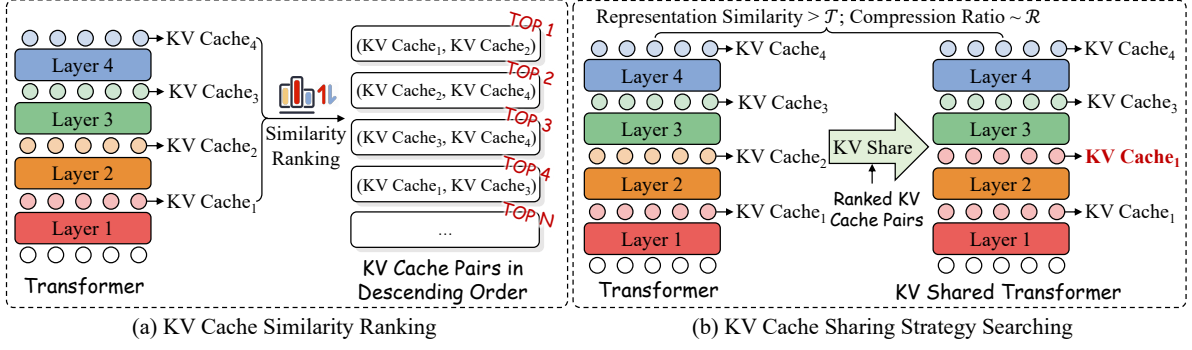 KV Cache₄
Layer 4
KV Cache₃
Layer 3
KV Cache₂
Layer 2
KV Cache₁
Layer 1
Transformer
Similarity
Ranking
TOP 1
(KV Cache₁, KV Cache₂)
TOP 2
(KV Cache₂, KV Cache₄)
TOP 3
(KV Cache₃, KV Cache₄)
TOP 4
(KV Cache₁, KV Cache₃)
TOP N
...
KV Cache Pairs in
Descending Order
(a) KV Cache Similarity Ranking
Representation Similarity > 𝒯; Compression Ratio ~ ℛ
KV Cache₄
Layer 4
KV Cache₃
Layer 3
KV Cache₂
Layer 2
KV Cache₁
Layer 1
Transformer
KV Share
Ranked KV
Cache Pairs
KV Cache₄
Layer 4
KV Cache₃
Layer 3
KV Cache₁
Layer 2
KV Cache₁
Layer 1
KV Shared Transformer
(b) KV Cache Sharing Strategy Searching